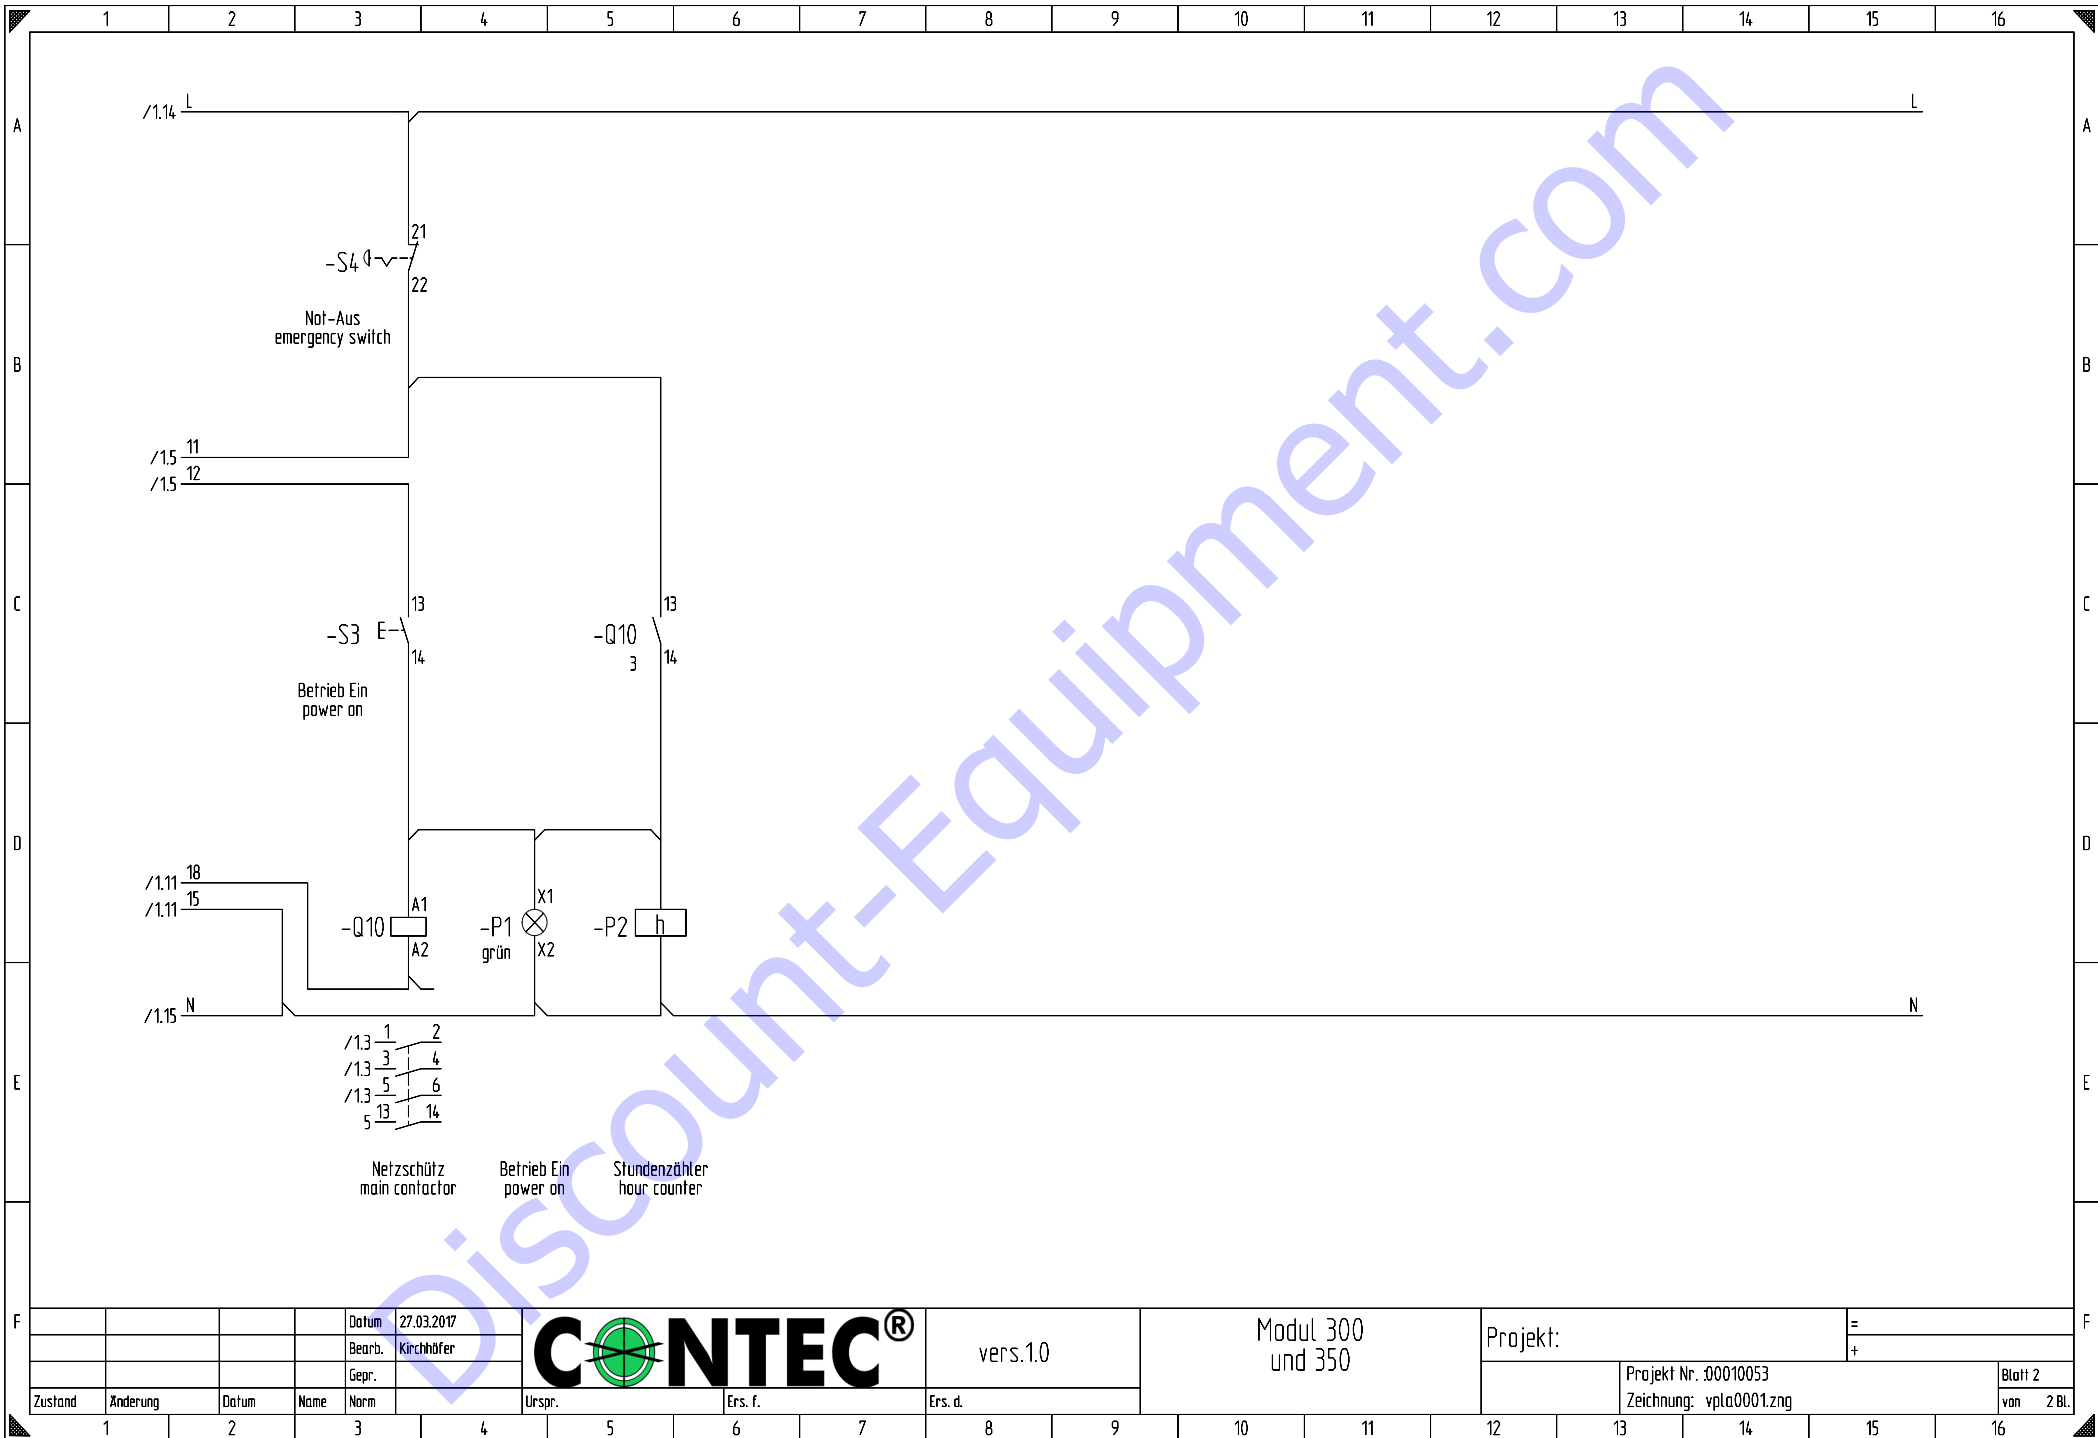 1 2 3 4 5 6 7 8 9 10 11 12 13 14 15 16
A A
/1.14 L L
21
-S4
22
Not-Aus
emergency switch
B B
/1.5 11
/1.5 12
C C
13 13
-S3 E -Q10
14 3 14
Betrieb Ein
power on
D D
/1.11 18
/1.11 15
A1 X1
-Q10 -P1 -P2 h
A2 grün X2
/1.15 N N
/1.3 1 2
/1.3 3 4
E E
/1.3 5 6
5 13 14
Netzschütz Betrieb Ein Stundenzähler
main contactor power on hour counter
Discount-Equipment.com
F F
Datum 27.03.2017
Bearb. Kirchhöfer
Gepr.
Zustand Änderung Datum Name Norm
CONTEC®
Urspr. Ers. f. Ers. d.
vers.1.0
Modul 300
und 350
Projekt:
=
+
Projekt Nr. :00010053
Zeichnung: vpla0001.zng
Blatt 2
von 2 Bl.
1 2 3 4 5 6 7 8 9 10 11 12 13 14 15 16